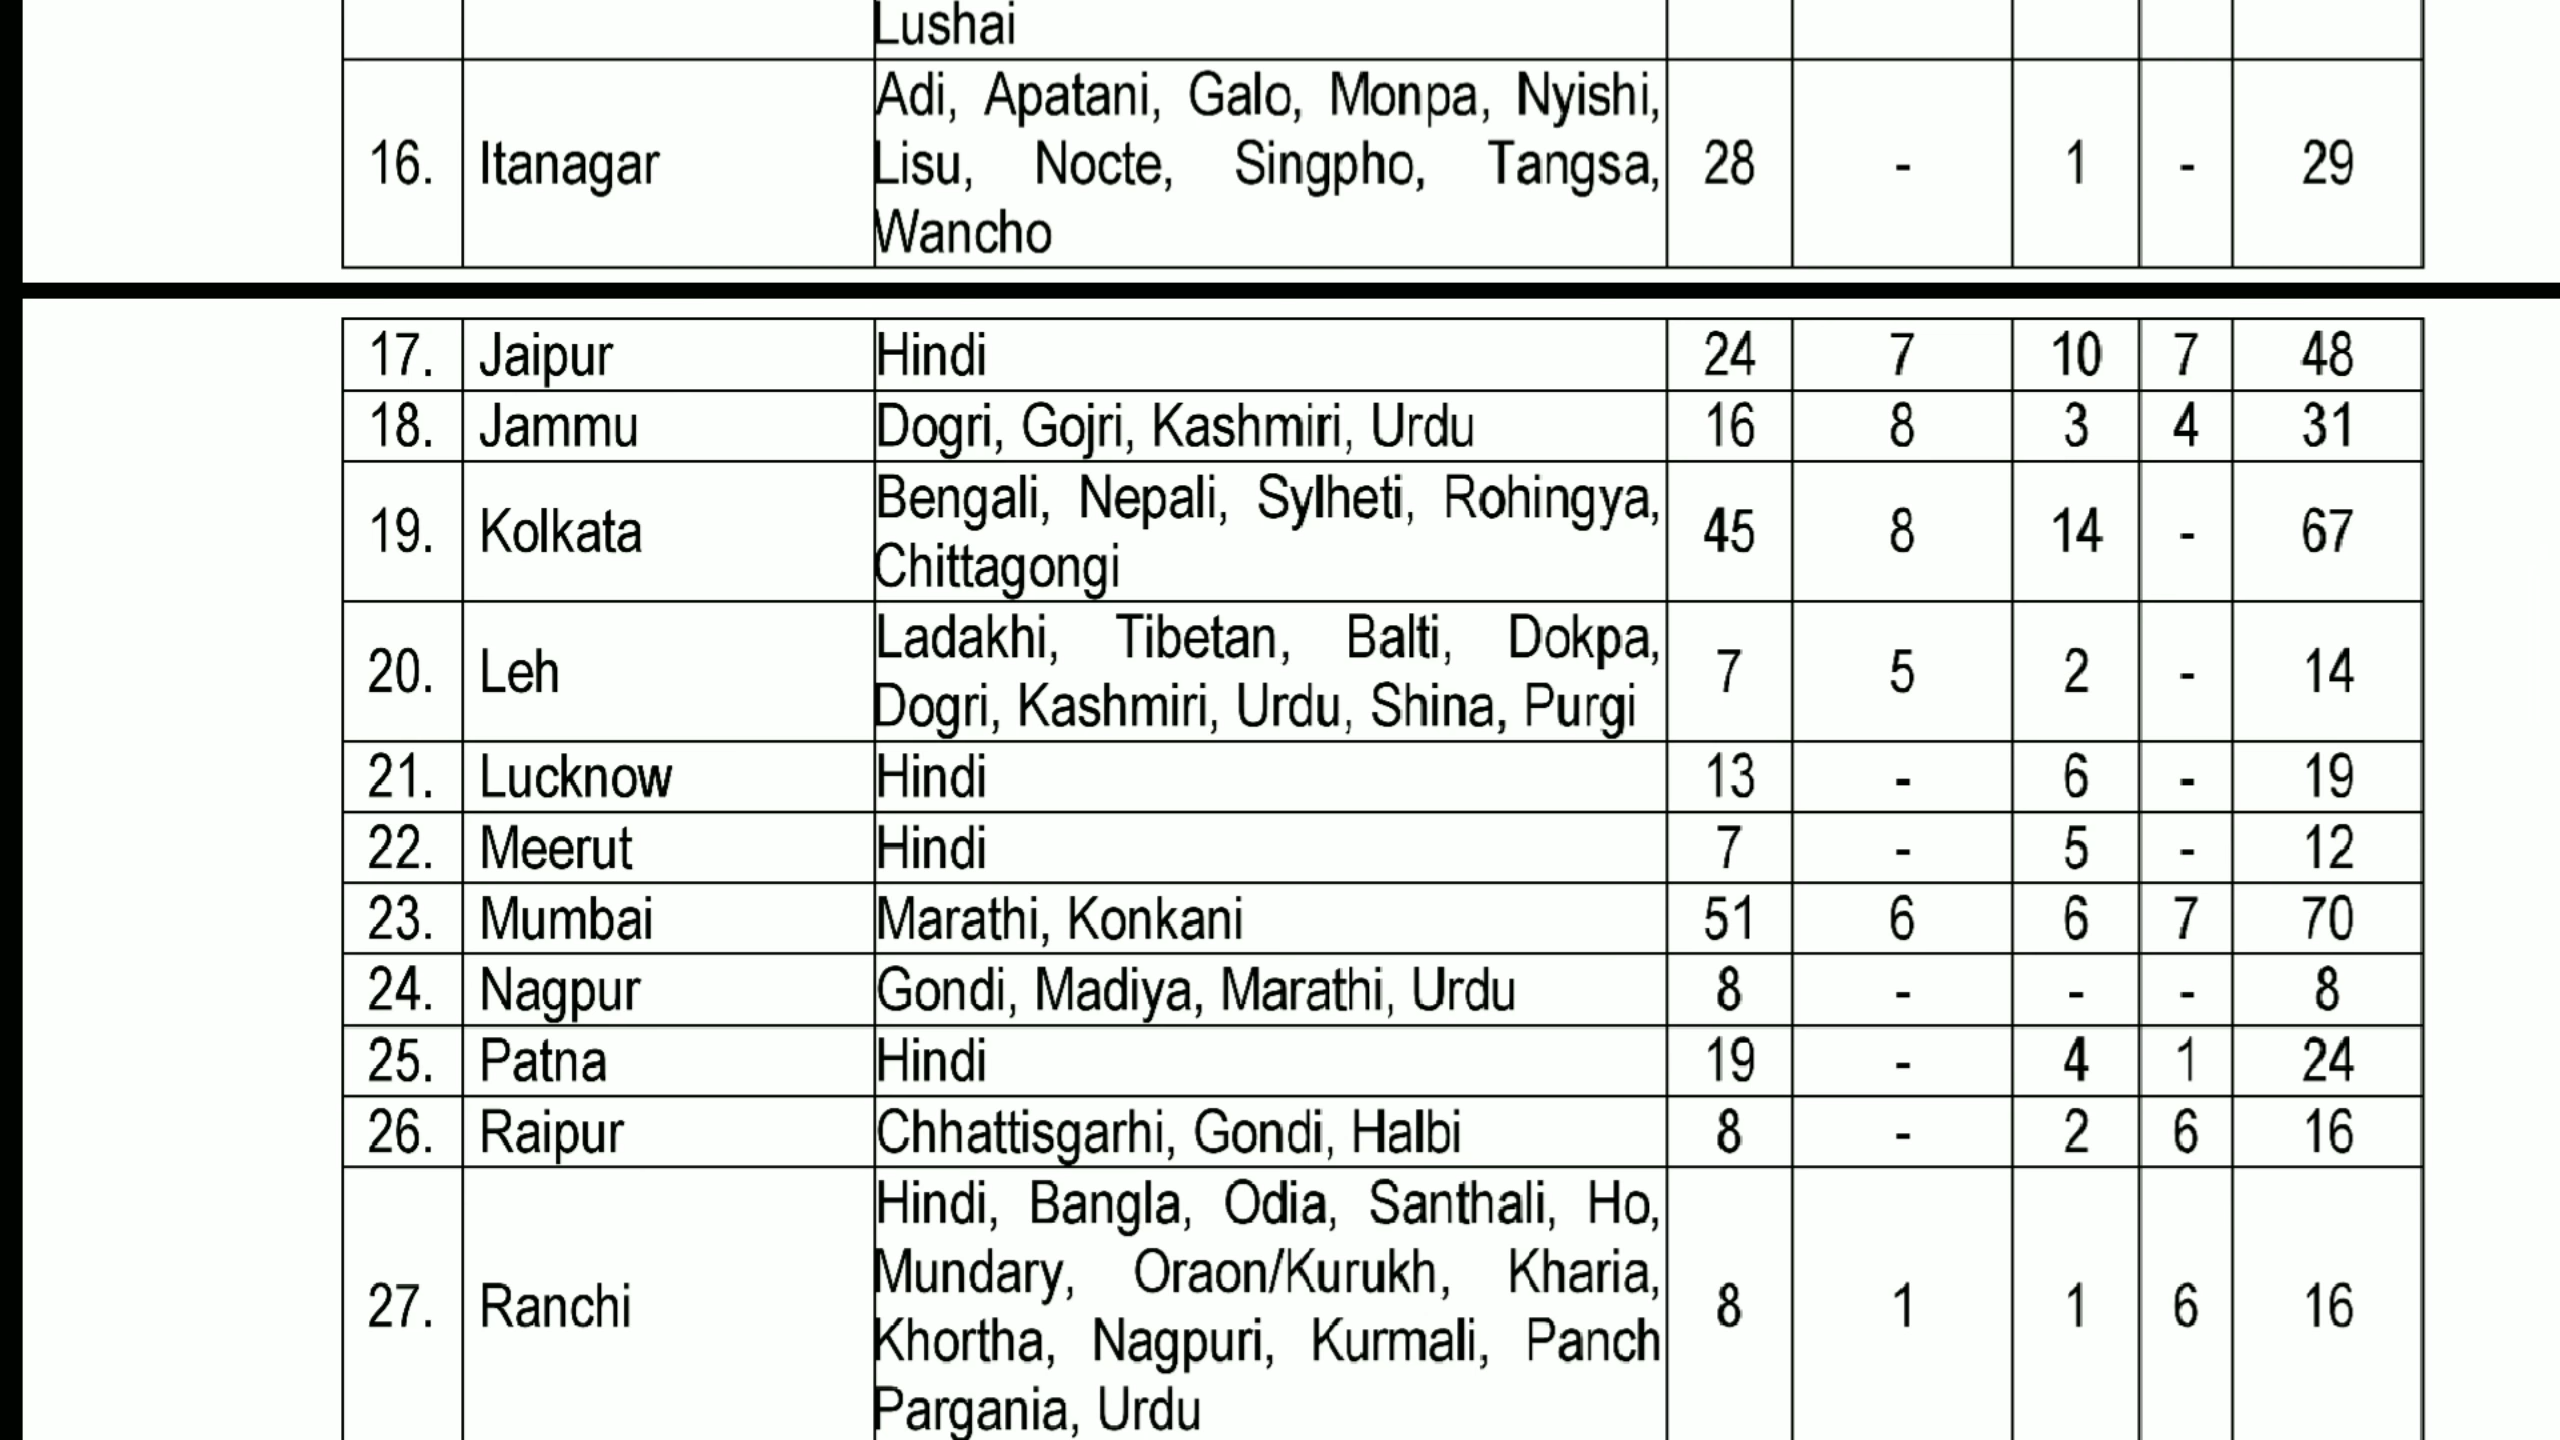 Lushai
16. Itanagar Adi, Apatani, Galo, Monpa, Nyishi, 28 - 1 - 29
Lisu, Nocte, Singpho, Tangsa,
Wancho
17. Jaipur Hindi 24 7 10 7 48
18. Jammu Dogri, Gojri, Kashmiri, Urdu 16 8 3 4 31
19. Kolkata Bengali, Nepali, Sylheti, Rohingya, 45 8 14 - 67
Chittagongi
20. Leh Ladakhi, Tibetan, Balti, Dokpa, 7 5 2 - 14
Dogri, Kashmiri, Urdu, Shina, Purgi
21. Lucknow Hindi 13 - 6 - 19
22. Meerut Hindi 7 - 5 - 12
23. Mumbai Marathi, Konkani 51 6 6 7 70
24. Nagpur Gondi, Madiya, Marathi, Urdu 8 - - - 8
25. Patna Hindi 19 - 4 1 24
26. Raipur Chhattisgarhi, Gondi, Halbi 8 - 2 6 16
27. Ranchi Hindi, Bangla, Odia, Santhali, Ho, 8 1 1 6 16
Mundary, Oraon/Kurukh, Kharia,
Khortha, Nagpuri, Kurmali, Panch
Pargania, Urdu